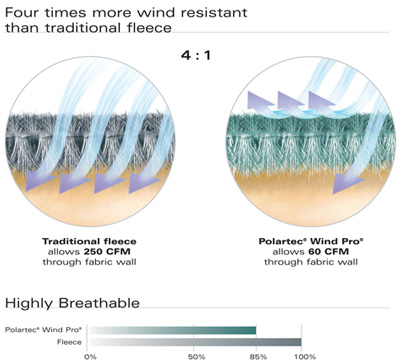 Four times more wind resistant
than traditional fleece
4 : 1
Traditional fleece
allows 250 CFM
through fabric wall
Polartec® Wind Pro®
allows 60 CFM
through fabric wall
Highly Breathable
Polartec® Wind Pro®
Fleece
0% 50% 85% 100%